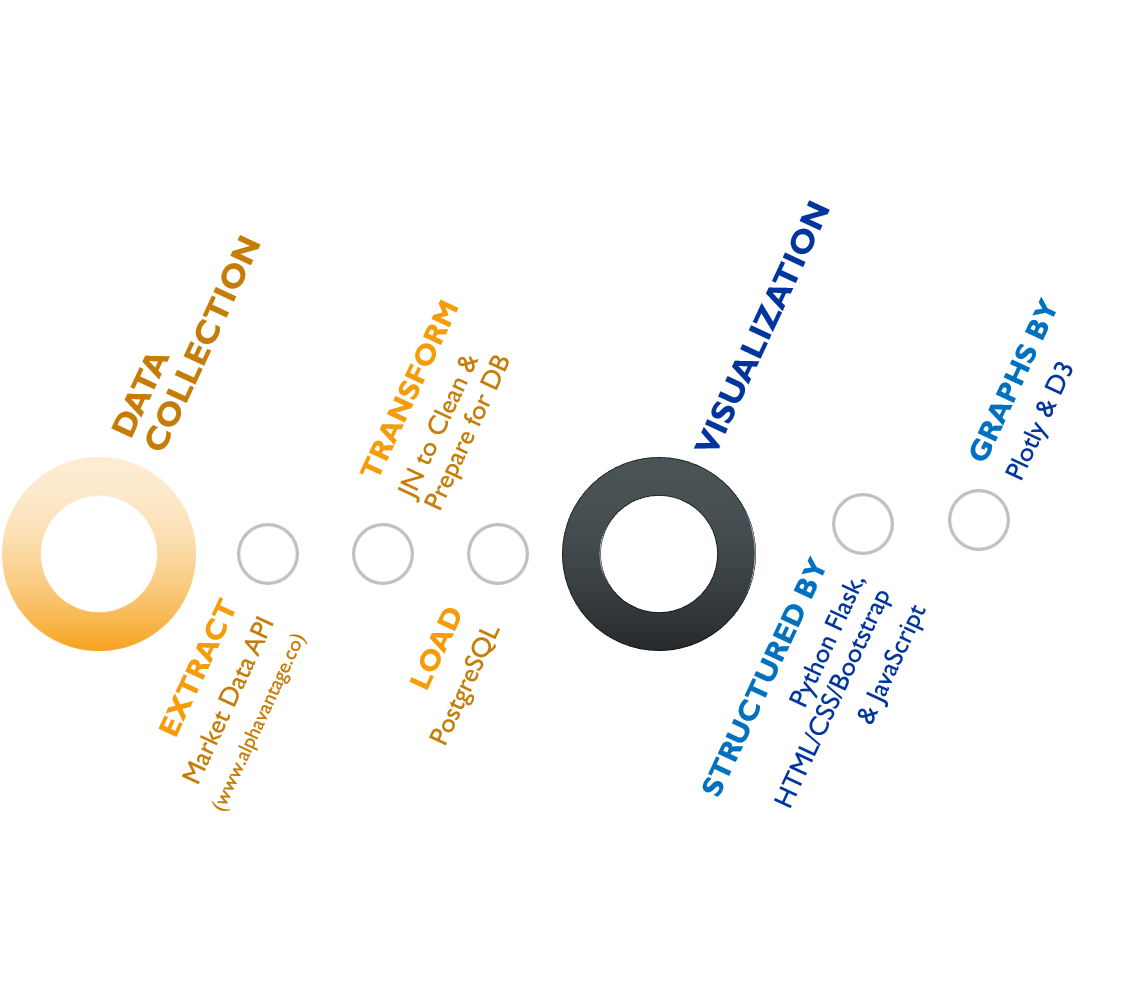 DATA
COLLECTION
EXTRACT
Market Data API
(www.alphavantage.co)
TRANSFORM
JN to Clean &
Prepare for DB
LOAD
PostgreSQL
VISUALIZATION
STRUCTURED BY
Python Flask,
HTML/CSS/Bootstrap
& JavaScript
GRAPHS BY
Plotly & D3